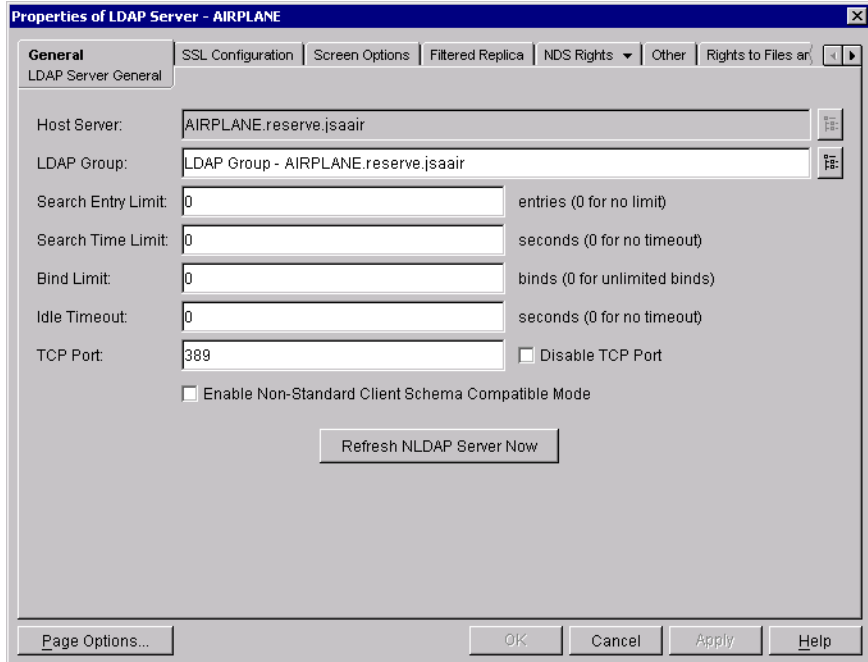 Properties of LDAP Server - AIRPLANE
General SSL Configuration Screen Options Filtered Replica NDS Rights Other Rights to Files an
LDAP Server General
Host Server: AIRPLANE.reserve.jsaair
LDAP Group: LDAP Group - AIRPLANE.reserve.jsaair
Search Entry Limit: 0 entries (0 for no limit)
Search Time Limit: 0 seconds (0 for no timeout)
Bind Limit: 0 binds (0 for unlimited binds)
Idle Timeout: 0 seconds (0 for no timeout)
TCP Port: 389 Disable TCP Port
Enable Non-Standard Client Schema Compatible Mode
Refresh NLDAP Server Now
Page Options... OK Cancel Apply Help